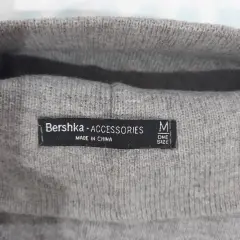 Bershka - ACCESSORIES
MADE IN CHINA
M
ONE
SIZE